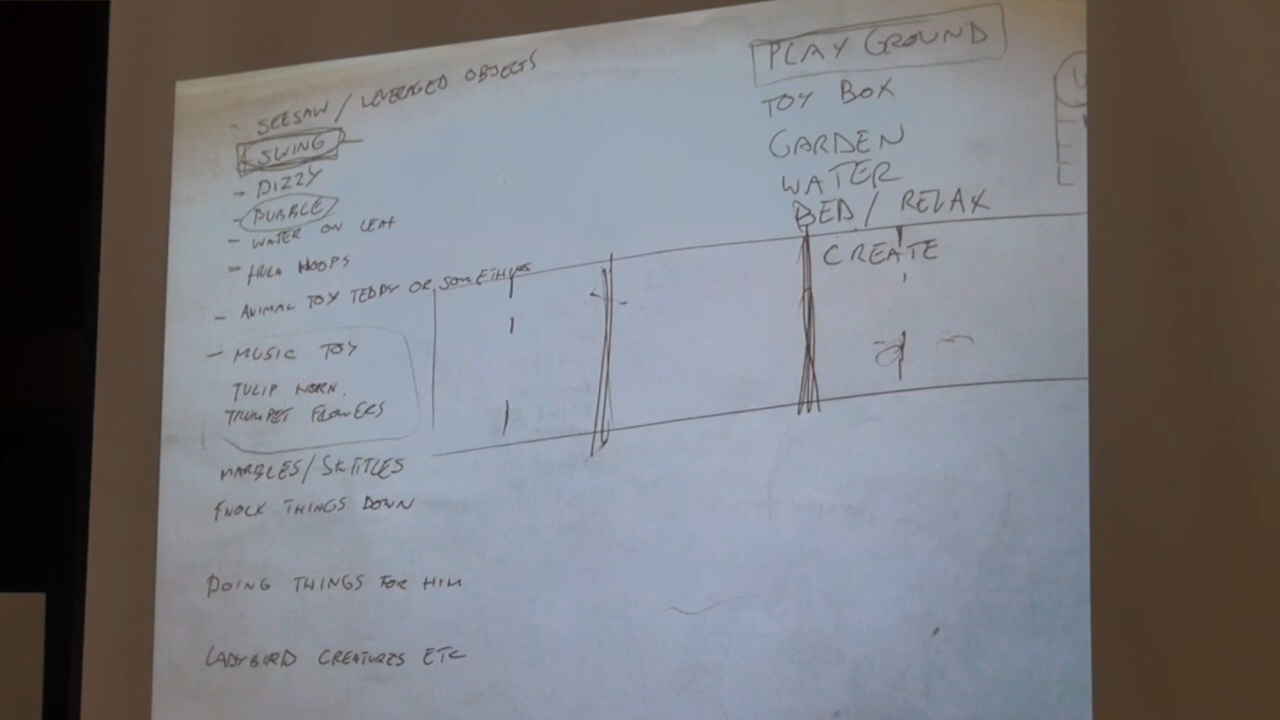 SEESAW / LEVERAGED OBJECTS
SWING
- DIZZY
- BUBBLE
- WATER ON LEAF
- HULA HOOPS
- ANIMAL TOY TEDDY OR SOMETHING
- MUSIC TOY
TULIP HORN.
TRUMPET FLOWERS
MARBLES/SKITTLES
KNOCK THINGS DOWN
DOING THINGS FOR HIM
LADYBIRD CREATURES ETC
PLAY GROUND
TOY BOX
GARDEN
WATER
BED / RELAX
CREATE